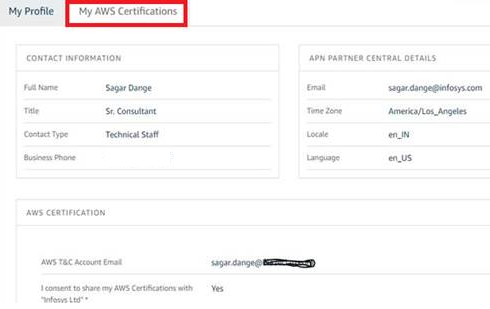 My Profile My AWS Certifications
CONTACT INFORMATION
Full Name Sagar Dange
Title Sr. Consultant
Contact Type Technical Staff
Business Phone
APN PARTNER CENTRAL DETAILS
Email sagar.dange@infosys.com
Time Zone America/Los_Angeles
Locale en_IN
Language en_US
AWS CERTIFICATION
AWS T&C Account Email sagar.dange@
I consent to share my AWS Certifications with Yes
"Infosys Ltd" *